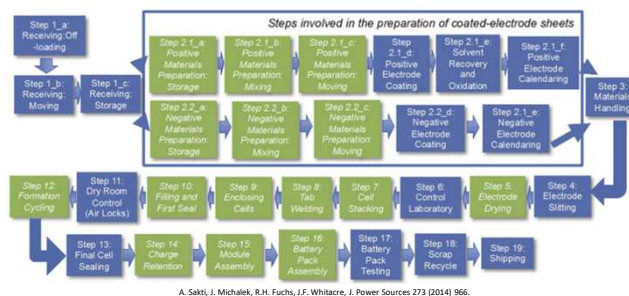 Steps involved in the preparation of coated-electrode sheets
Step 1_a:
Receiving:Off
-loading
Step 1_b:
Receiving:
Moving
Step 1_c:
Receiving:
Storage
Step 2.1_a:
Positive
Materials
Preparation:
Storage
Step 2.1_b:
Positive
Materials
Preparation:
Mixing
Step 2.1_c:
Positive
Materials
Preparation:
Moving
Step
2.1_d:
Positive
Electrode
Coating
Step 2.1_e:
Solvent
Recovery
and
Oxidation
Step 2.1_f:
Positive
Electrode
Calendaring
Step 2.2_a:
Negative
Materials
Preparation:
Storage
Step 2.2_b:
Negative
Materials
Preparation:
Mixing
Step 2.2_c:
Negative
Materials
Preparation:
Moving
Step 2.2_d:
Negative
Electrode
Coating
Step 2.1_e:
Negative
Electrode
Calendaring
Step 3:
Materials
Handling
Step 12:
Formation
Cycling
Step 11:
Dry Room
Control
(Air Locks)
Step 10:
Filling and
First Seal
Step 9:
Enclosing
Cells
Step 8:
Tab
Welding
Step 7:
Cell
Stacking
Step 6:
Control
Laboratory
Step 5:
Electrode
Drying
Step 4:
Electrode
Slitting
Step 13:
Final Cell
Sealing
Step 14:
Charge
Retention
Step 15:
Module
Assembly
Step 16:
Battery
Pack
Assembly
Step 17:
Battery
Pack
Testing
Step 18:
Scrap
Recycle
Step 19:
Shipping
A. Sakti, J. Michalek, R.H. Fuchs, J.F. Whitacre, J. Power Sources 273 (2014) 966.